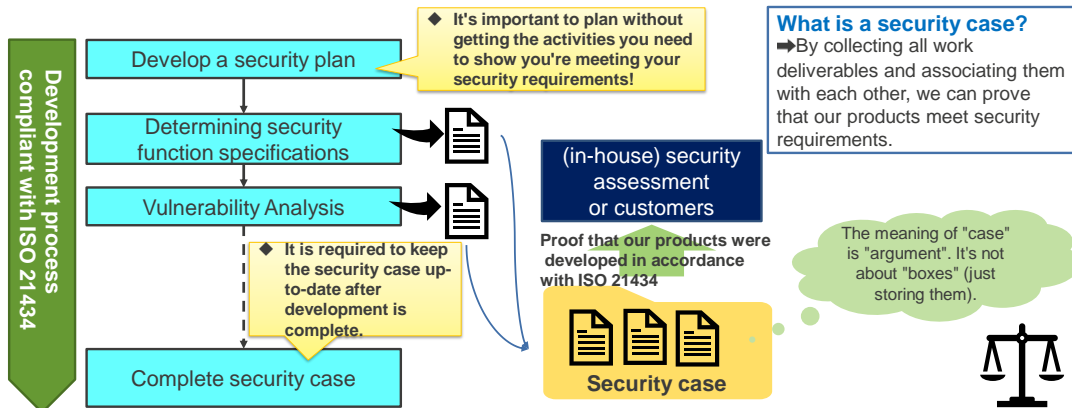 Development process
compliant with ISO 21434
Develop a security plan
◆ It's important to plan without
getting the activities you need
to show you're meeting your
security requirements!
Determining security
function specifications
Vulnerability Analysis
◆ It is required to keep
the security case up-
to-date after
development is
complete.
Complete security case
(in-house) security
assessment
or customers
Proof that our products were
developed in accordance
with ISO 21434
Security case
What is a security case?
➡By collecting all work
deliverables and associating them
with each other, we can prove
that our products meet security
requirements.
The meaning of "case"
is "argument". It's not
about "boxes" (just
storing them).